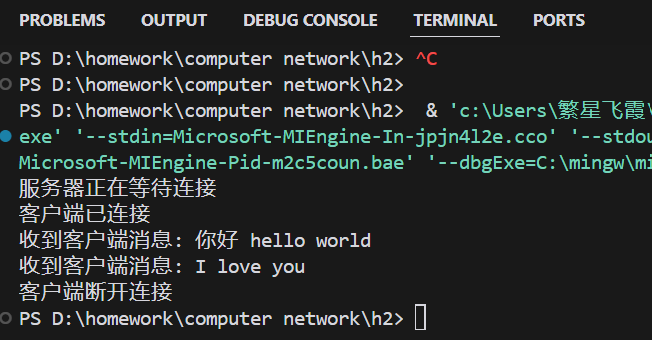 PROBLEMS OUTPUT DEBUG CONSOLE TERMINAL PORTS
PS D:\homework\computer network\h2> ^C
PS D:\homework\computer network\h2>
PS D:\homework\computer network\h2> & 'c:\Users\繁星飞霞\
exe' '--stdin=Microsoft-MIEngine-In-jpjn4l2e.cco' '--stdou
Microsoft-MIEngine-Pid-m2c5coun.bae' '--dbgExe=C:\mingw\mi
服务器正在等待连接
客户端已连接
收到客户端消息: 你好 hello world
收到客户端消息: I love you
客户端断开连接
PS D:\homework\computer network\h2>